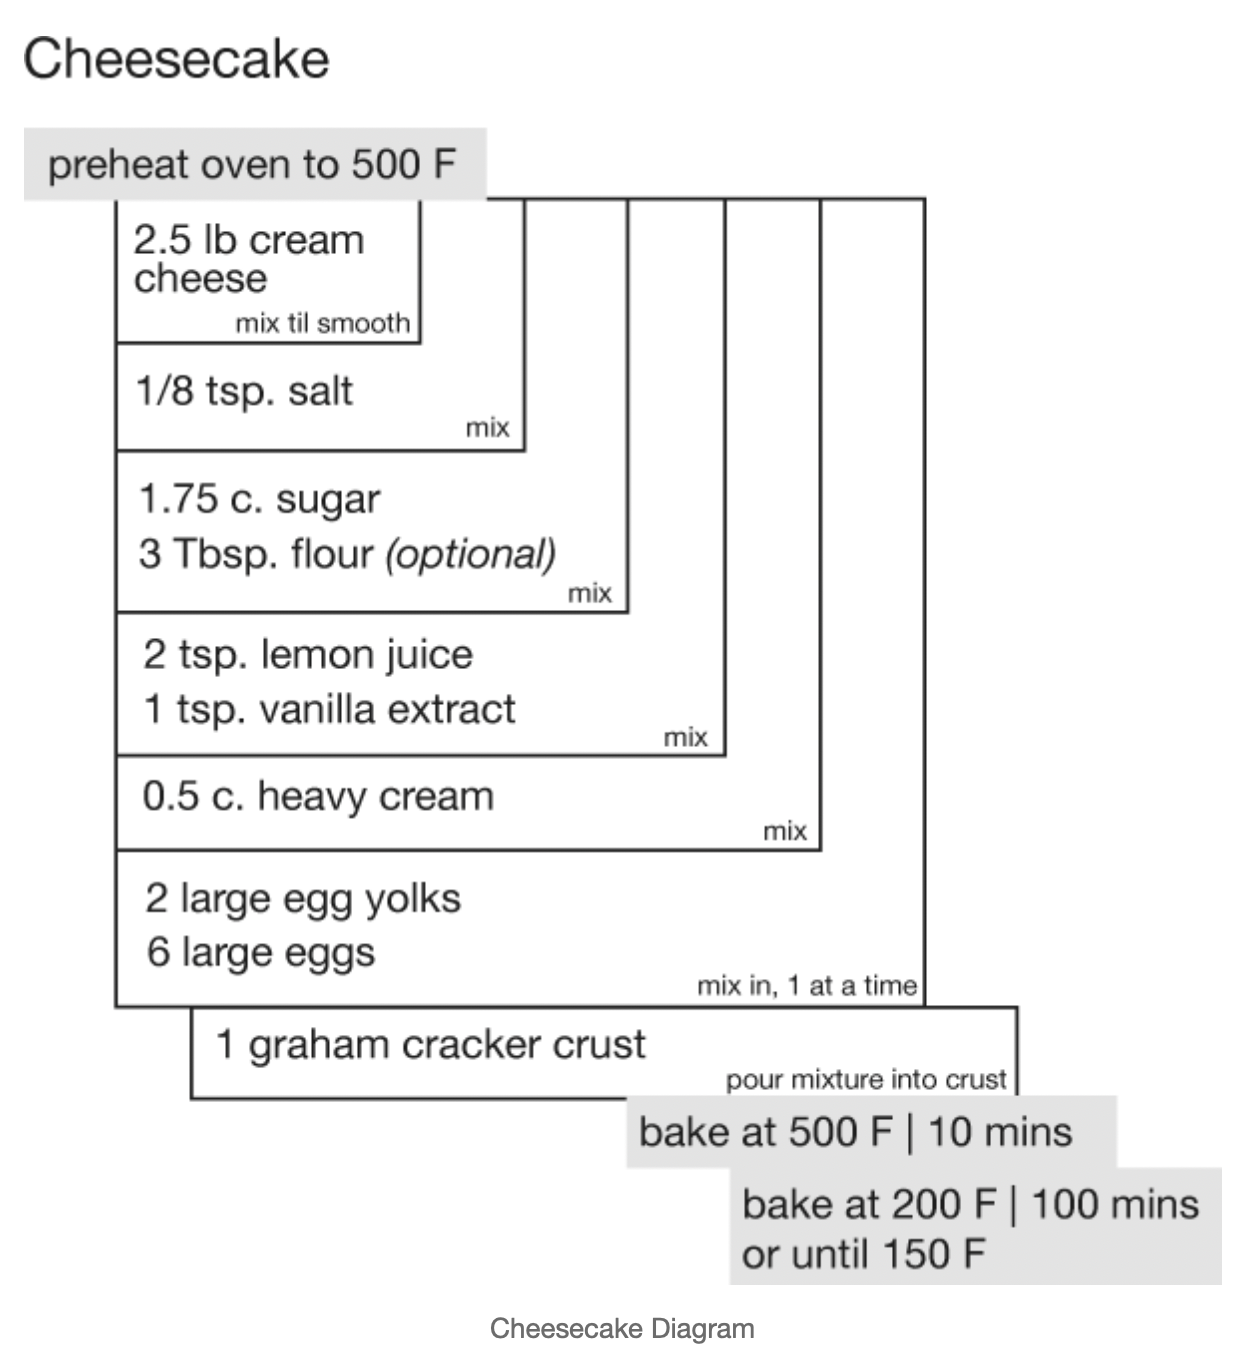 Cheesecake
preheat oven to 500 F
2.5 lb cream
cheese
mix til smooth
1/8 tsp. salt
mix
1.75 c. sugar
3 Tbsp. flour (optional)
mix
2 tsp. lemon juice
1 tsp. vanilla extract
mix
0.5 c. heavy cream
mix
2 large egg yolks
6 large eggs
mix in, 1 at a time
1 graham cracker crust
pour mixture into crust
bake at 500 F | 10 mins
bake at 200 F | 100 mins
or until 150 F
Cheesecake Diagram